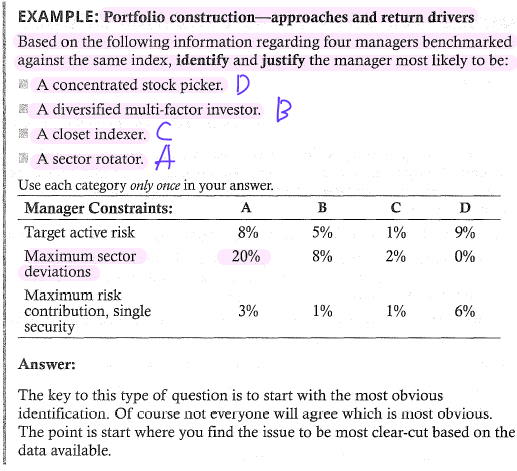 EXAMPLE: Portfolio construction—approaches and return drivers
Based on the following information regarding four managers benchmarked
against the same index, identify and justify the manager most likely to be:
A concentrated stock picker. D
A diversified multi-factor investor. B
A closet indexer. C
A sector rotator. A
Use each category only once in your answer.
Manager Constraints: A B C D
Target active risk 8% 5% 1% 9%
Maximum sector
deviations 20% 8% 2% 0%
Maximum risk
contribution, single
security 3% 1% 1% 6%
Answer:
The key to this type of question is to start with the most obvious
identification. Of course not everyone will agree which is most obvious.
The point is start where you find the issue to be most clear-cut based on the
data available.